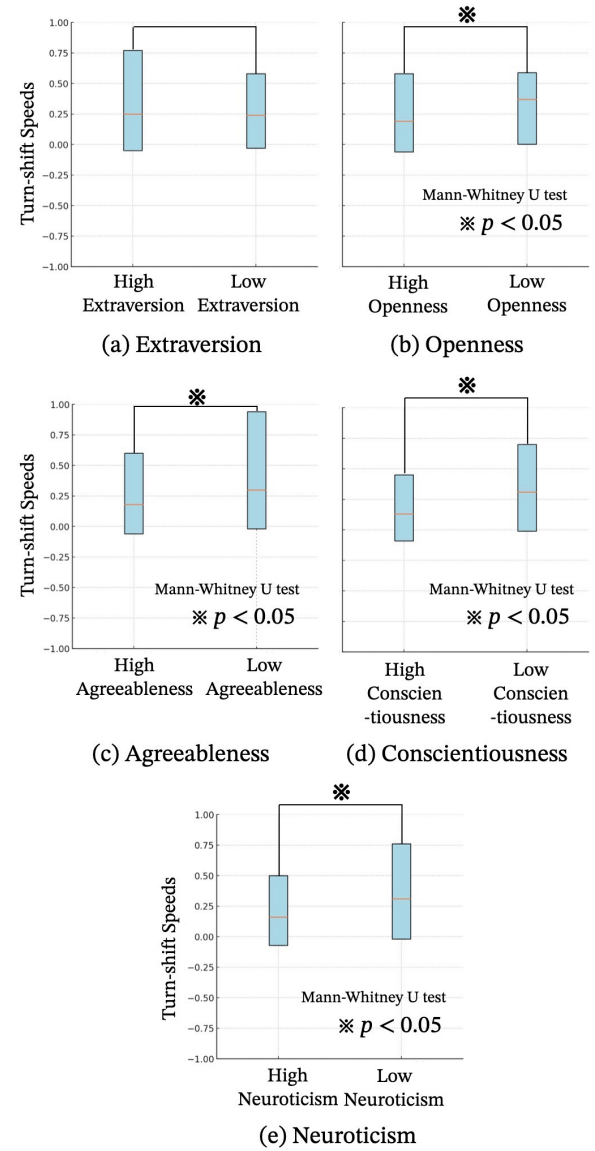 ※
1.00
0.75
0.50
0.25
0.00
−0.25
−0.50
−0.75
−1.00
Turn-shift Speeds
Mann-Whitney U test
※ p < 0.05
High
Extraversion
Low
Extraversion
High
Openness
Low
Openness
(a) Extraversion
(b) Openness
※
※
1.00
0.75
0.50
0.25
0.00
−0.25
−0.50
−0.75
−1.00
Turn-shift Speeds
Mann-Whitney U test
※ p < 0.05
Mann-Whitney U test
※ p < 0.05
High
Agreeableness
Low
Agreeableness
High
Conscien
-tiousness
Low
Conscien
-tiousness
(c) Agreeableness
(d) Conscientiousness
※
1.00
0.75
0.50
0.25
0.00
−0.25
−0.50
−0.75
−1.00
Turn-shift Speeds
Mann-Whitney U test
※ p < 0.05
High
Neuroticism
Low
Neuroticism
(e) Neuroticism